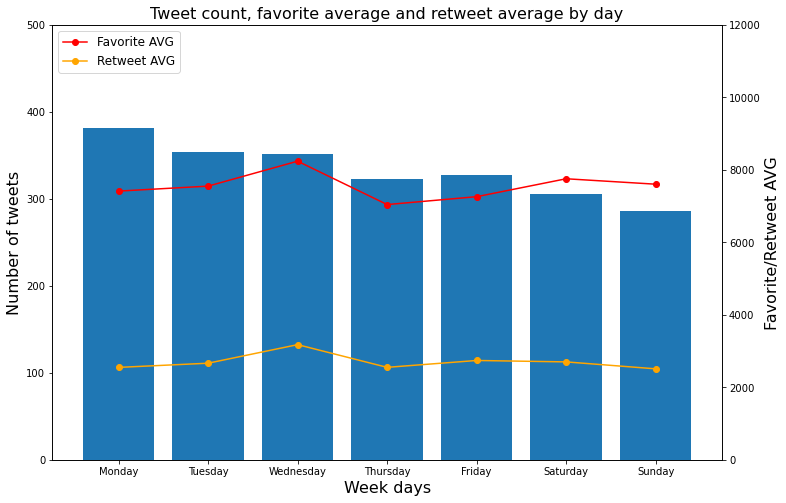 Tweet count, favorite average and retweet average by day
Favorite AVG
Retweet AVG
500
400
300
200
100
0
Number of tweets
12000
10000
8000
6000
4000
2000
0
Favorite/Retweet AVG
Monday Tuesday Wednesday Thursday Friday Saturday Sunday
Week days